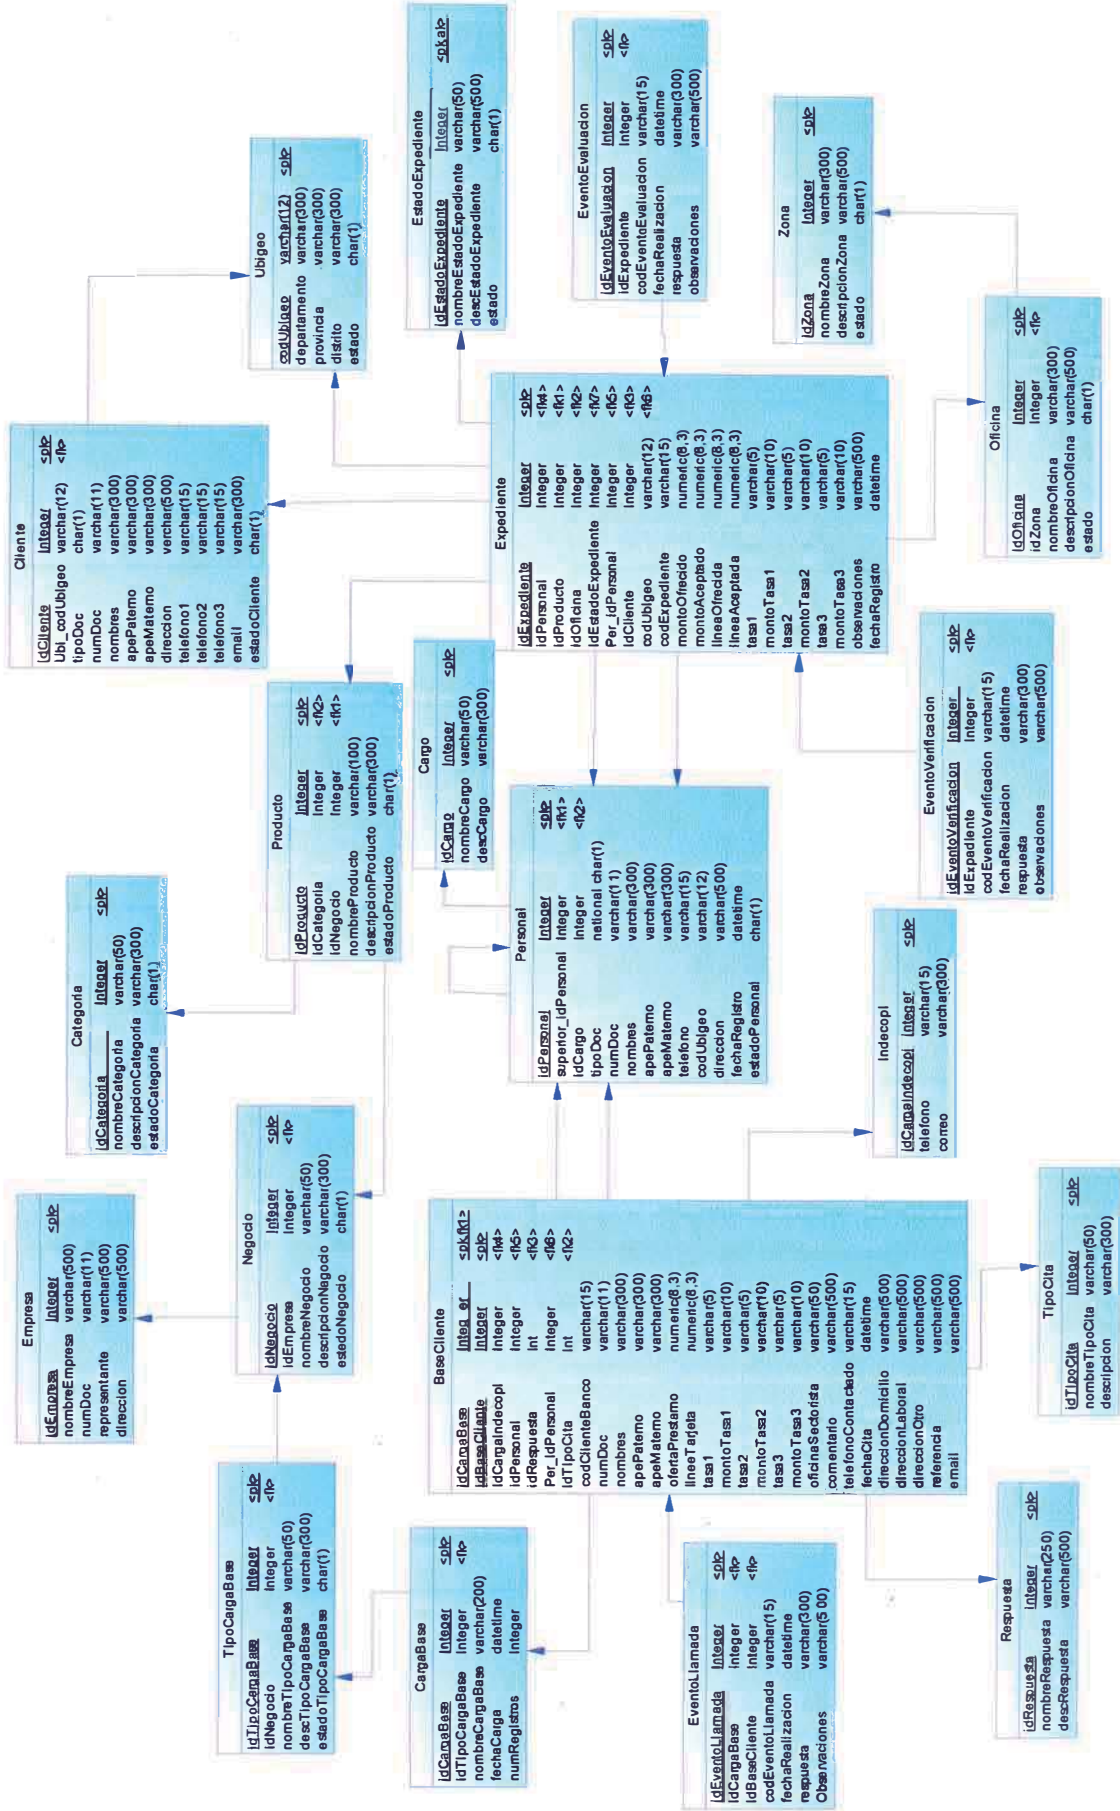 Empresa
idEmpresa Integer <pk>
nombreEmpresa varchar(500)
numDoc varchar(11)
representante varchar(500)
direccion varchar(500)
Categoria
idCategoria Integer <pk>
nombreCategoria varchar(50)
descripcionCategoria varchar(300)
estadoCategoria char(1)
Cliente
idCliente Integer <pk>
Ubi_codUbigeo varchar(12) <fk>
tipoDoc char(1)
numDoc varchar(11)
nombres varchar(300)
apePaterno varchar(300)
apeMaterno varchar(300)
direccion varchar(500)
telefono1 varchar(15)
telefono2 varchar(15)
telefono3 varchar(15)
email varchar(300)
estadoCliente char(1)
TipoCargaBase
idTipoCargaBase Integer <pk>
idNegocio Integer <fk>
nombreTipoCargaBase varchar(50)
descTipoCargaBase varchar(300)
estadoTipoCargaBase char(1)
Negocio
idNegocio Integer <pk>
idEmpresa Integer <fk>
nombreNegocio varchar(50)
descripcionNegocio varchar(300)
estadoNegocio char(1)
Producto
idProducto Integer <pk>
idCategoria Integer <fk2>
idNegocio Integer <fk1>
nombreProducto varchar(100)
descripcionProducto varchar(300)
estadoProducto char(1)
Ubigeo
codUbigeo varchar(12) <pk>
departamento varchar(300)
provincia varchar(300)
distrito varchar(300)
estado char(1)
CargaBase
idCargaBase Integer <pk>
idTipoCargaBase Integer <fk>
nombreCargaBase varchar(200)
fechaCarga datetime
numRegistros Integer
Cargo
idCargo Integer <pk>
nombreCargo varchar(50)
descCargo varchar(300)
EstadoExpediente
idEstadoExpediente Integer <pk,ak>
nombreEstadoExpediente varchar(50)
descEstadoExpediente varchar(500)
estado char(1)
BaseCliente
idCargaBase Integer <pk,fk1>
idBaseCliente Integer <pk>
idCargaIndecopi Integer <fk4>
idPersonal Integer <fk5>
idRespuesta Int <fk3>
Per_idPersonal Integer <fk6>
idTipoCita Int <fk2>
codClienteBanco varchar(15)
numDoc varchar(11)
nombres varchar(300)
apePaterno varchar(300)
apeMaterno varchar(300)
ofertaPrestamo numeric(8,3)
lineaTarjeta numeric(8,3)
tasa1 varchar(5)
montoTasa1 varchar(10)
tasa2 varchar(5)
montoTasa2 varchar(10)
tasa3 varchar(5)
montoTasa3 varchar(10)
oficinaSectorista varchar(50)
comentario varchar(500)
telefonoContactado varchar(15)
fechaCita datetime
direccionDomicilio varchar(500)
direccionLaboral varchar(500)
direccionOtro varchar(500)
referencia varchar(500)
email varchar(500)
Personal
idPersonal Integer <pk>
superior_idPersonal Integer <fk1>
idCargo Integer <fk2>
tipoDoc national char(1)
numDoc varchar(11)
nombres varchar(300)
apePaterno varchar(300)
apeMaterno varchar(300)
telefono varchar(15)
codUbigeo varchar(12)
direccion varchar(500)
fechaRegistro datetime
estadoPersonal char(1)
Expediente
idExpediente Integer <pk>
idPersonal Integer <fk4>
idProducto Integer <fk1>
idOficina Integer <fk2>
idEstadoExpediente Integer <fk7>
Per_idPersonal Integer <fk5>
idCliente Integer <fk3>
codUbigeo varchar(12) <fk6>
codExpediente varchar(15)
montoOfrecido numeric(8,3)
montoAceptado numeric(8,3)
lineaOfrecida numeric(8,3)
lineaAceptada numeric(8,3)
tasa1 varchar(5)
montoTasa1 varchar(10)
tasa2 varchar(5)
montoTasa2 varchar(10)
tasa3 varchar(5)
montoTasa3 varchar(10)
observaciones varchar(500)
fechaRegistro datetime
EventoEvaluacion
idEventoEvaluacion Integer <pk>
idExpediente Integer <fk>
codEventoEvaluacion varchar(15)
fechaRealizacion datetime
respuesta varchar(300)
observaciones varchar(500)
EventoLlamada
idEventoLlamada Integer <pk>
idCargaBase Integer <fk>
idBaseCliente Integer <fk>
codEventoLlamada varchar(15)
fechaRealizacion datetime
respuesta varchar(300)
Observaciones varchar(500)
Zona
idZona Integer <pk>
nombreZona varchar(300)
descripcionZona varchar(500)
estado char(1)
Indecopi
idCargaIndecopi Integer <pk>
telefono varchar(15)
correo varchar(300)
EventoVerificacion
idEventoVerificacion Integer <pk>
idExpediente Integer <fk>
codEventoVerificacion varchar(15)
fechaRealizacion datetime
respuesta varchar(300)
observaciones varchar(500)
Oficina
idOficina Integer <pk>
idZona Integer <fk>
nombreOficina varchar(300)
descripcionOficina varchar(500)
estado char(1)
Respuesta
idRespuesta Integer <pk>
nombreRespuesta varchar(250)
descRespuesta varchar(500)
TipoCita
idTipoCita Integer <pk>
nombreTipoCita varchar(50)
descripcion varchar(300)